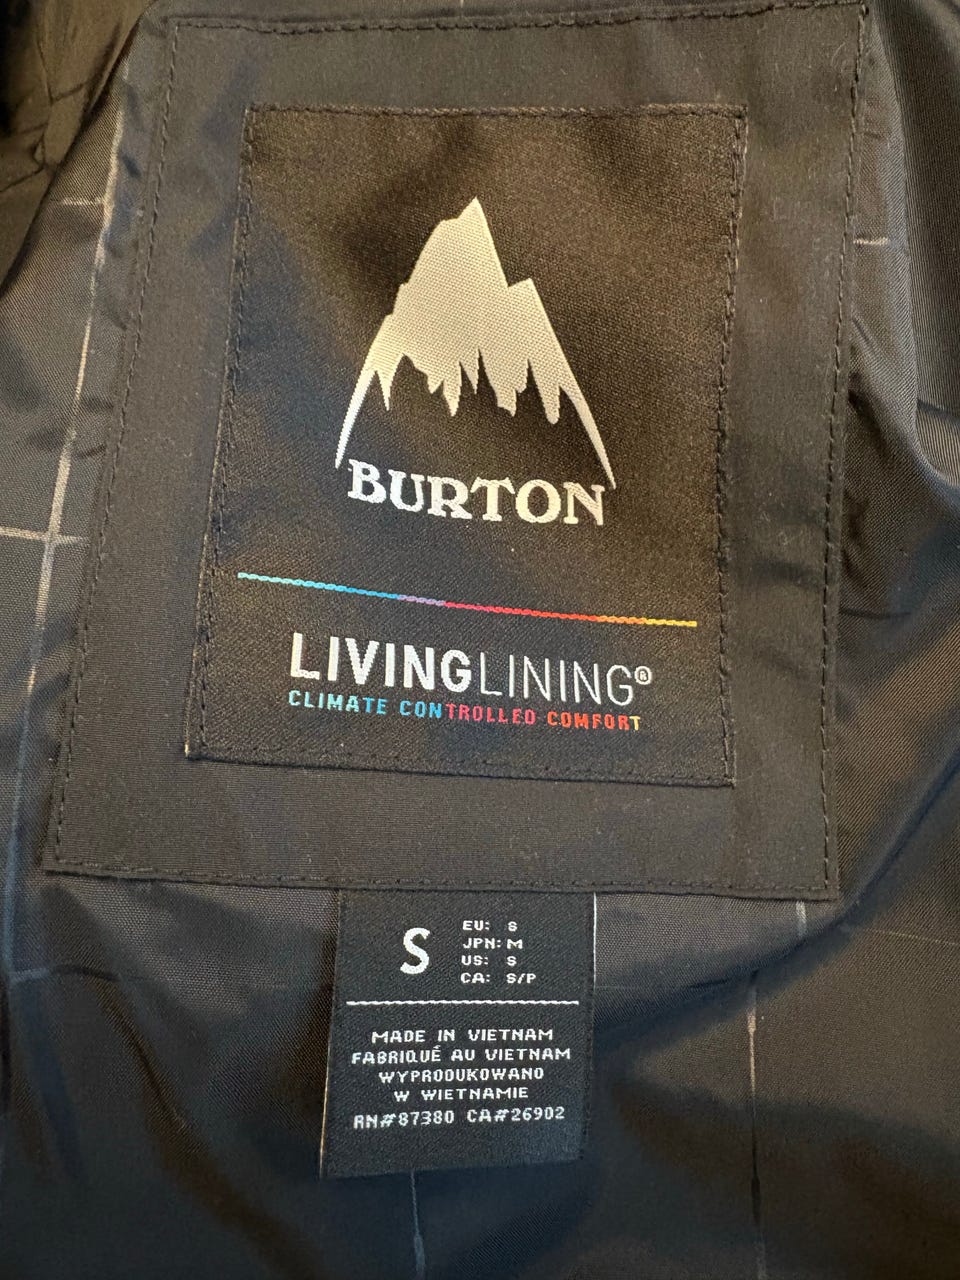 BURTON
LIVINGLINING®
CLIMATE CONTROLLED COMFORT
S
EU: S
JPN: M
US: S
CA: S/P
MADE IN VIETNAM
FABRIQUÉ AU VIETNAM
WYPRODUKOWANO
W WIETNAMIE
RN#87380 CA#26902